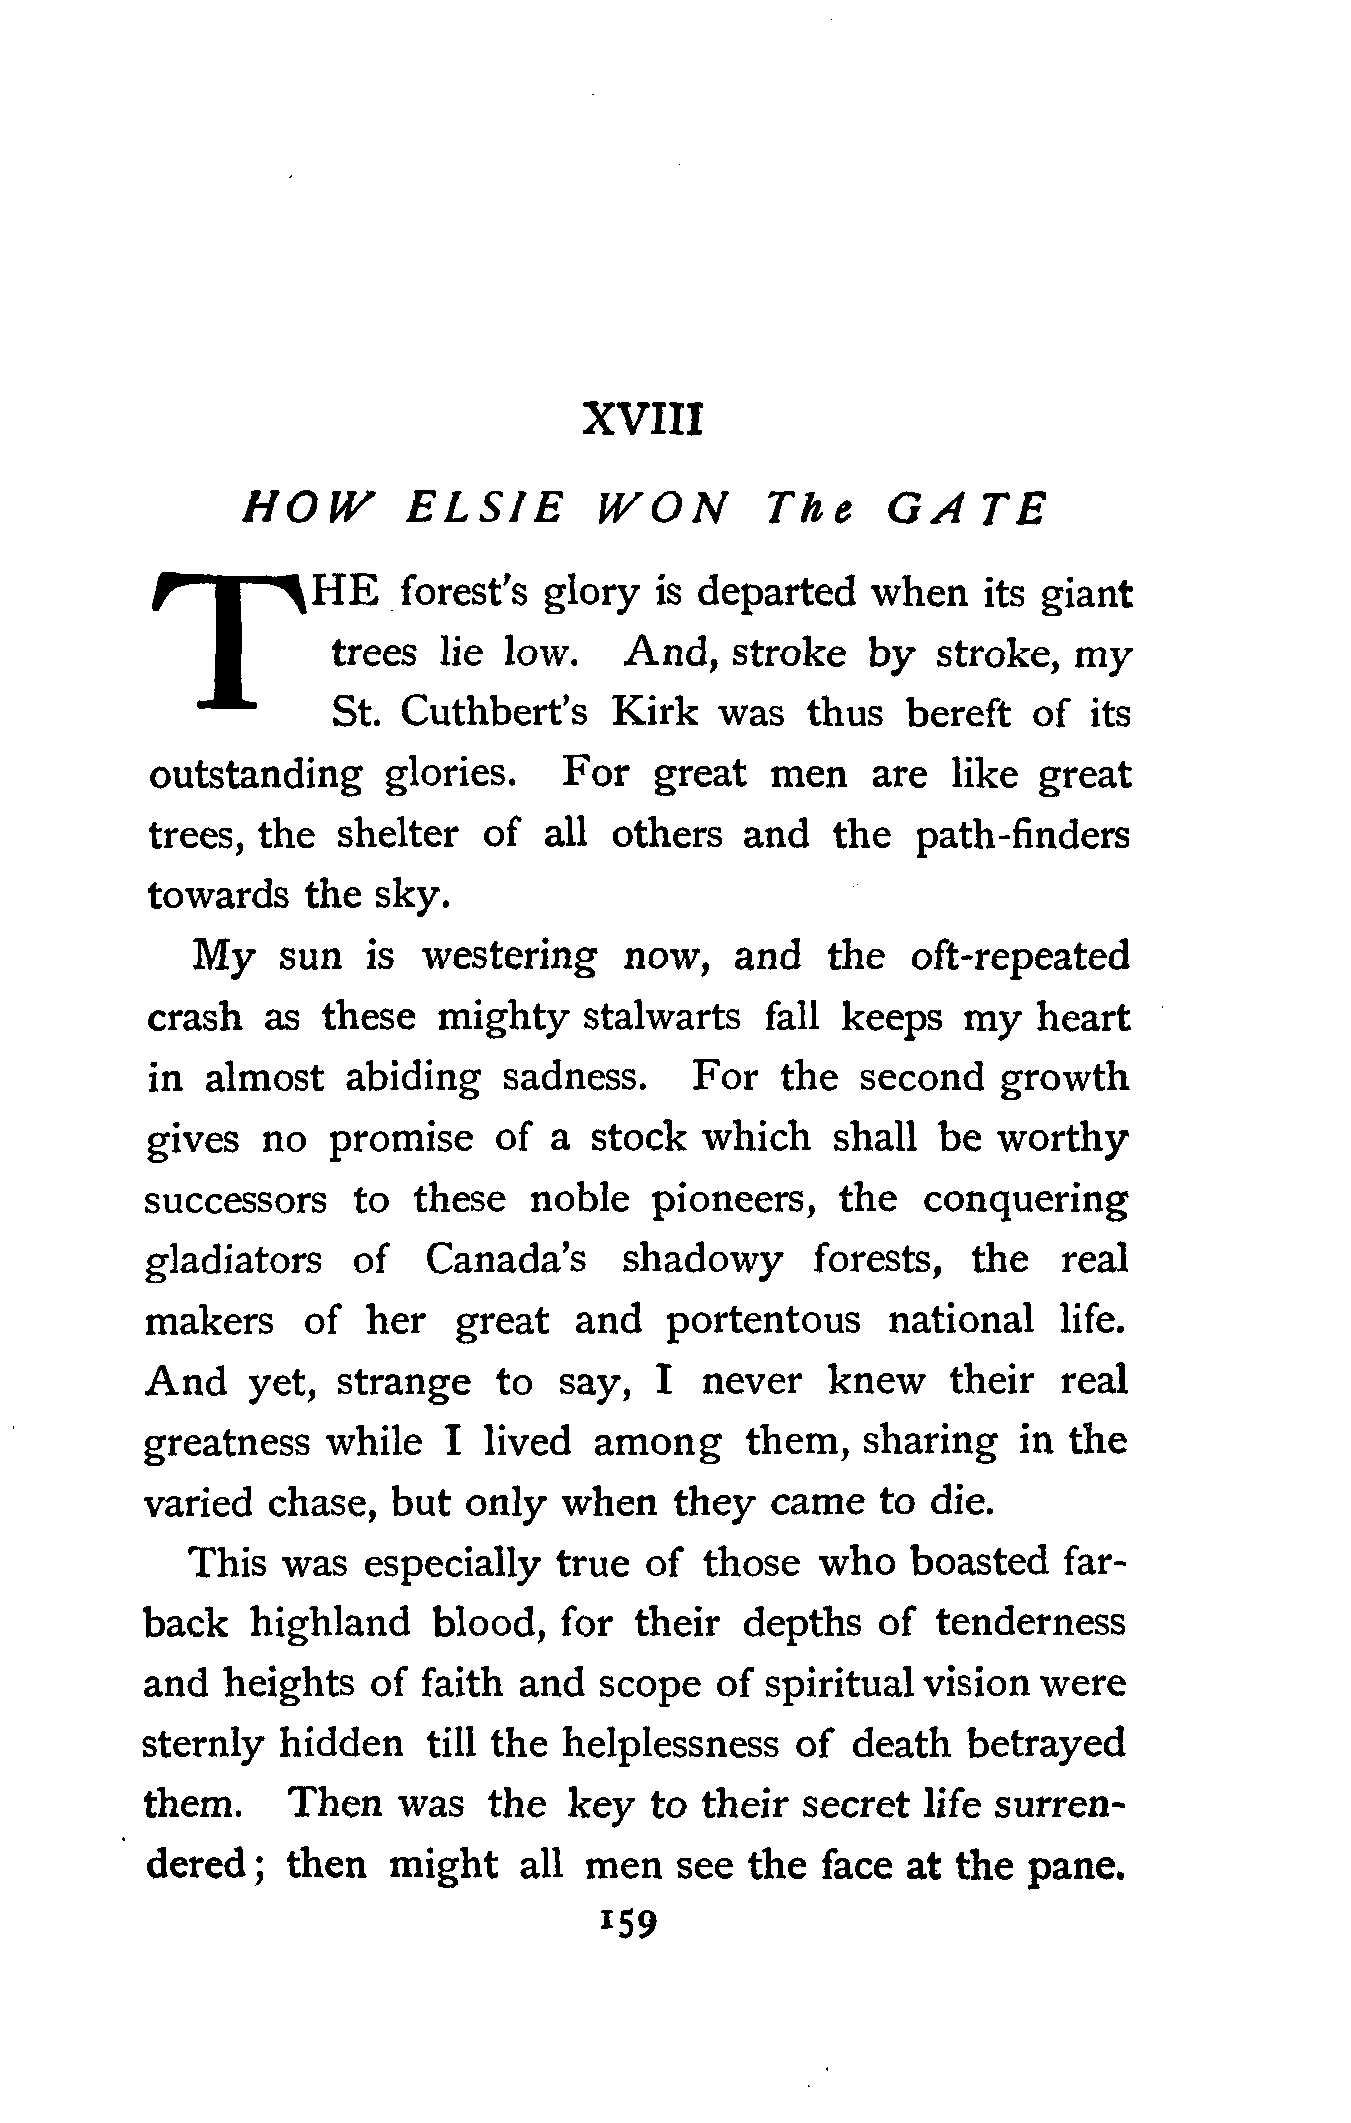 XVIII
HOW ELSIE WON The GATE
THE forest's glory is departed when its giant
trees lie low. And, stroke by stroke, my
St. Cuthbert's Kirk was thus bereft of its
outstanding glories. For great men are like great
trees, the shelter of all others and the path-finders
towards the sky.
My sun is westering now, and the oft-repeated
crash as these mighty stalwarts fall keeps my heart
in almost abiding sadness. For the second growth
gives no promise of a stock which shall be worthy
successors to these noble pioneers, the conquering
gladiators of Canada's shadowy forests, the real
makers of her great and portentous national life.
And yet, strange to say, I never knew their real
greatness while I lived among them, sharing in the
varied chase, but only when they came to die.
This was especially true of those who boasted far-
back highland blood, for their depths of tenderness
and heights of faith and scope of spiritual vision were
sternly hidden till the helplessness of death betrayed
them. Then was the key to their secret life surren-
dered; then might all men see the face at the pane.
159